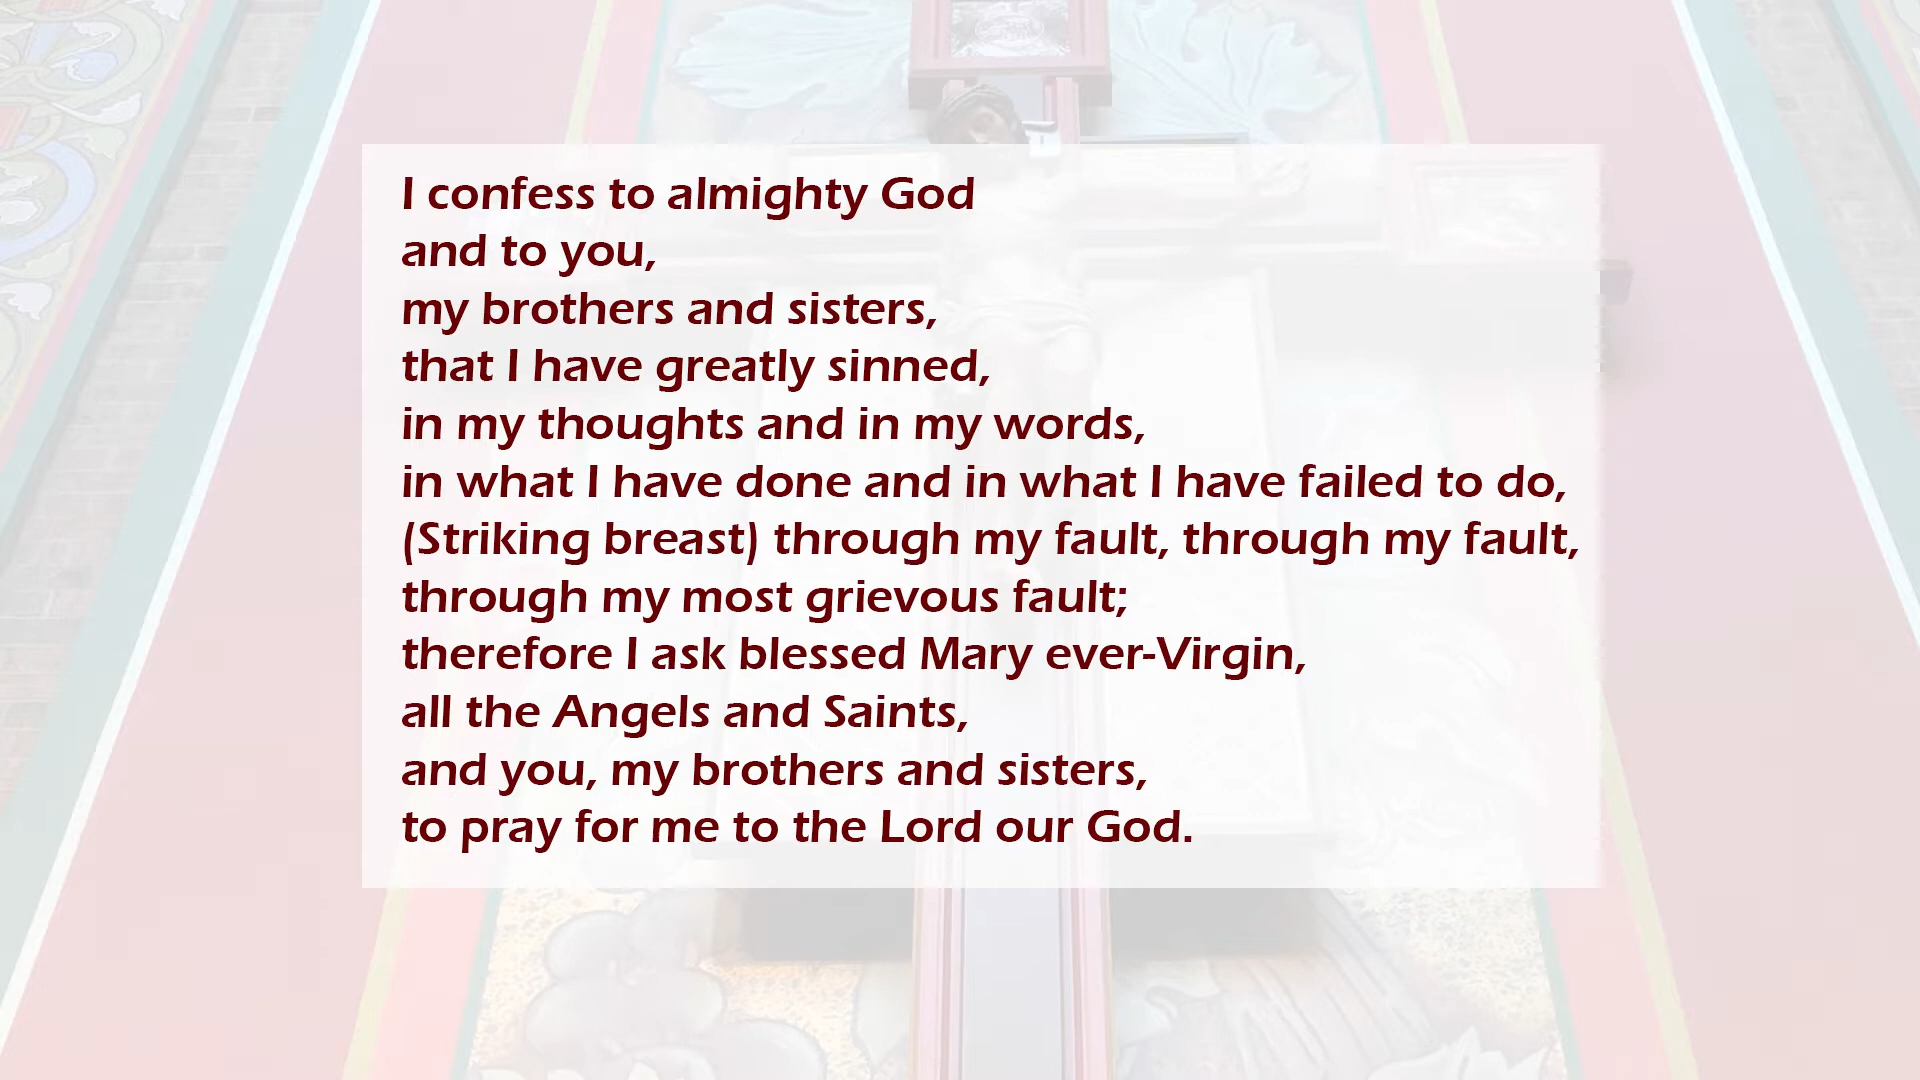 I confess to almighty God
and to you,
my brothers and sisters,
that I have greatly sinned,
in my thoughts and in my words,
in what I have done and in what I have failed to do,
(Striking breast) through my fault, through my fault,
through my most grievous fault;
therefore I ask blessed Mary ever-Virgin,
all the Angels and Saints,
and you, my brothers and sisters,
to pray for me to the Lord our God.